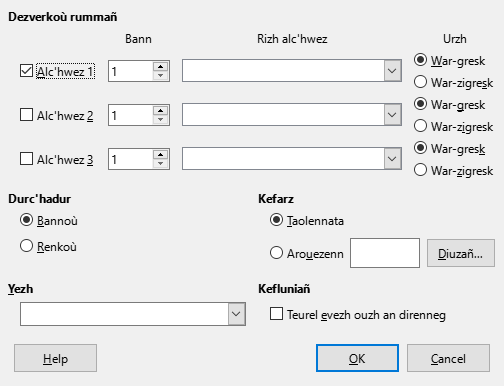 Dezverkoù rummañ
Bann Rizh alc'hwez Urzh
Alc'hwez 1 1 War-gresk
War-zigresk
Alc'hwez 2 1 War-gresk
War-zigresk
Alc'hwez 3 1 War-gresk
War-zigresk
Durc'hadur Kefarz
Bannoù Taolennata
Renkoù Arouezenn Diuzañ...
Yezh Kefluniañ
Teurel evezh ouzh an direnneg
Help OK Cancel